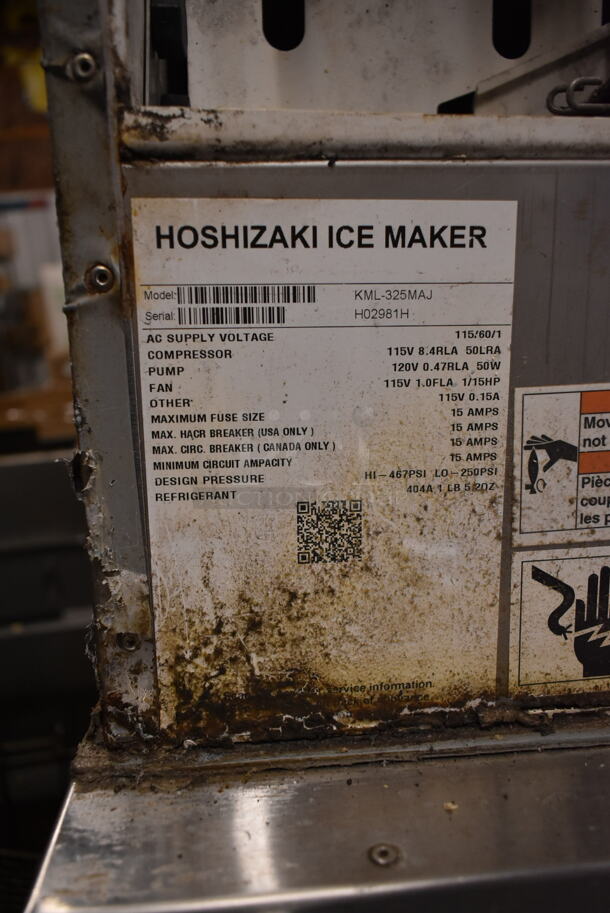 HOSHIZAKI ICE MAKER
Model: KML-325MAJ
Serial: H02981H
AC SUPPLY VOLTAGE 115/60/1
COMPRESSOR 115V 8.4RLA 50LRA
PUMP 120V 0.47RLA 50W
FAN 115V 1.0FLA 1/15HP
OTHER 115V 0.15A
MAXIMUM FUSE SIZE 15 AMPS
MAX. HACR BREAKER (USA ONLY) 15 AMPS
MAX. CIRC. BREAKER (CANADA ONLY) 15 AMPS
MINIMUM CIRCUIT AMPACITY 15 AMPS
DESIGN PRESSURE HI-467PSI LO-250PSI
REFRIGERANT 404A 1 LB 5.2OZ
service information
Mov
not
Pièc
coup
les p